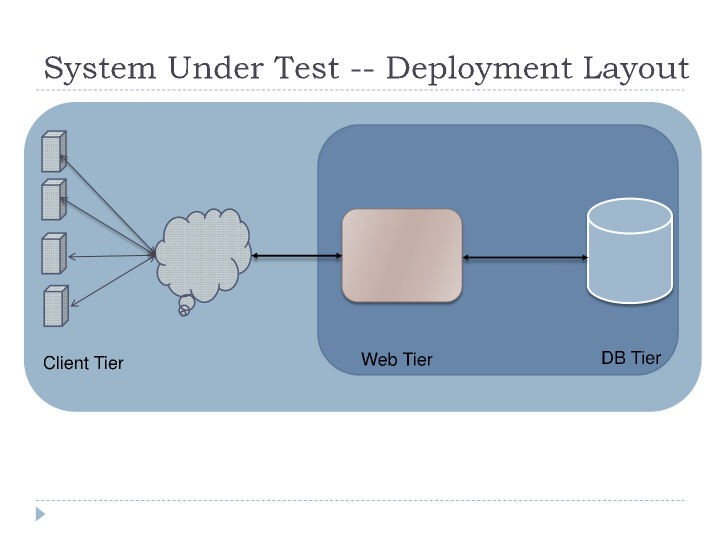 System Under Test -- Deployment Layout
Client Tier
Web Tier
DB Tier